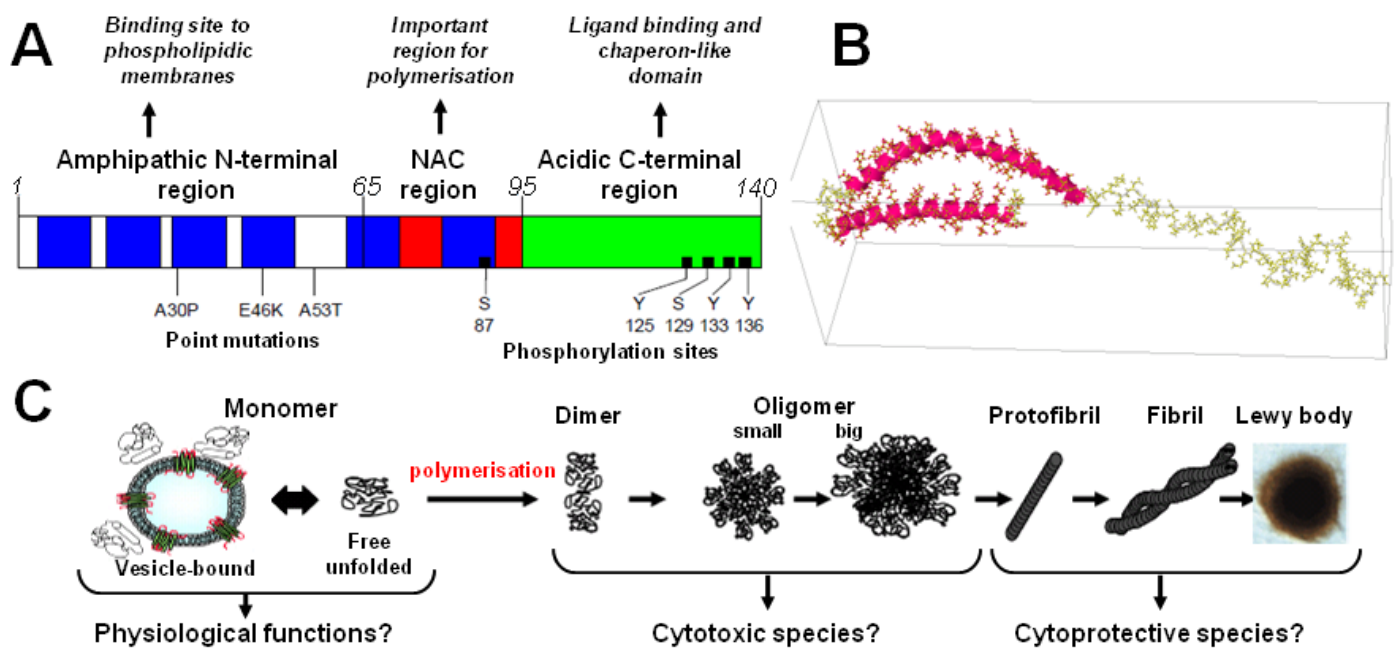 A
Binding site to
phospholipidic
membranes
Important
region for
polymerisation
Ligand binding and
chaperon-like
domain
B
Amphipathic N-terminal
region
NAC
region
Acidic C-terminal
region
1
65
95
140
A30P
E46K
A53T
S
87
Y
125
S
129
Y
133
Y
136
Point mutations
Phosphorylation sites
C
Monomer
Dimer
Oligomer
small
big
Protofibril
Fibril
Lewy body
polymerisation
Vesicle-bound
Free
unfolded
Physiological functions?
Cytotoxic species?
Cytoprotective species?